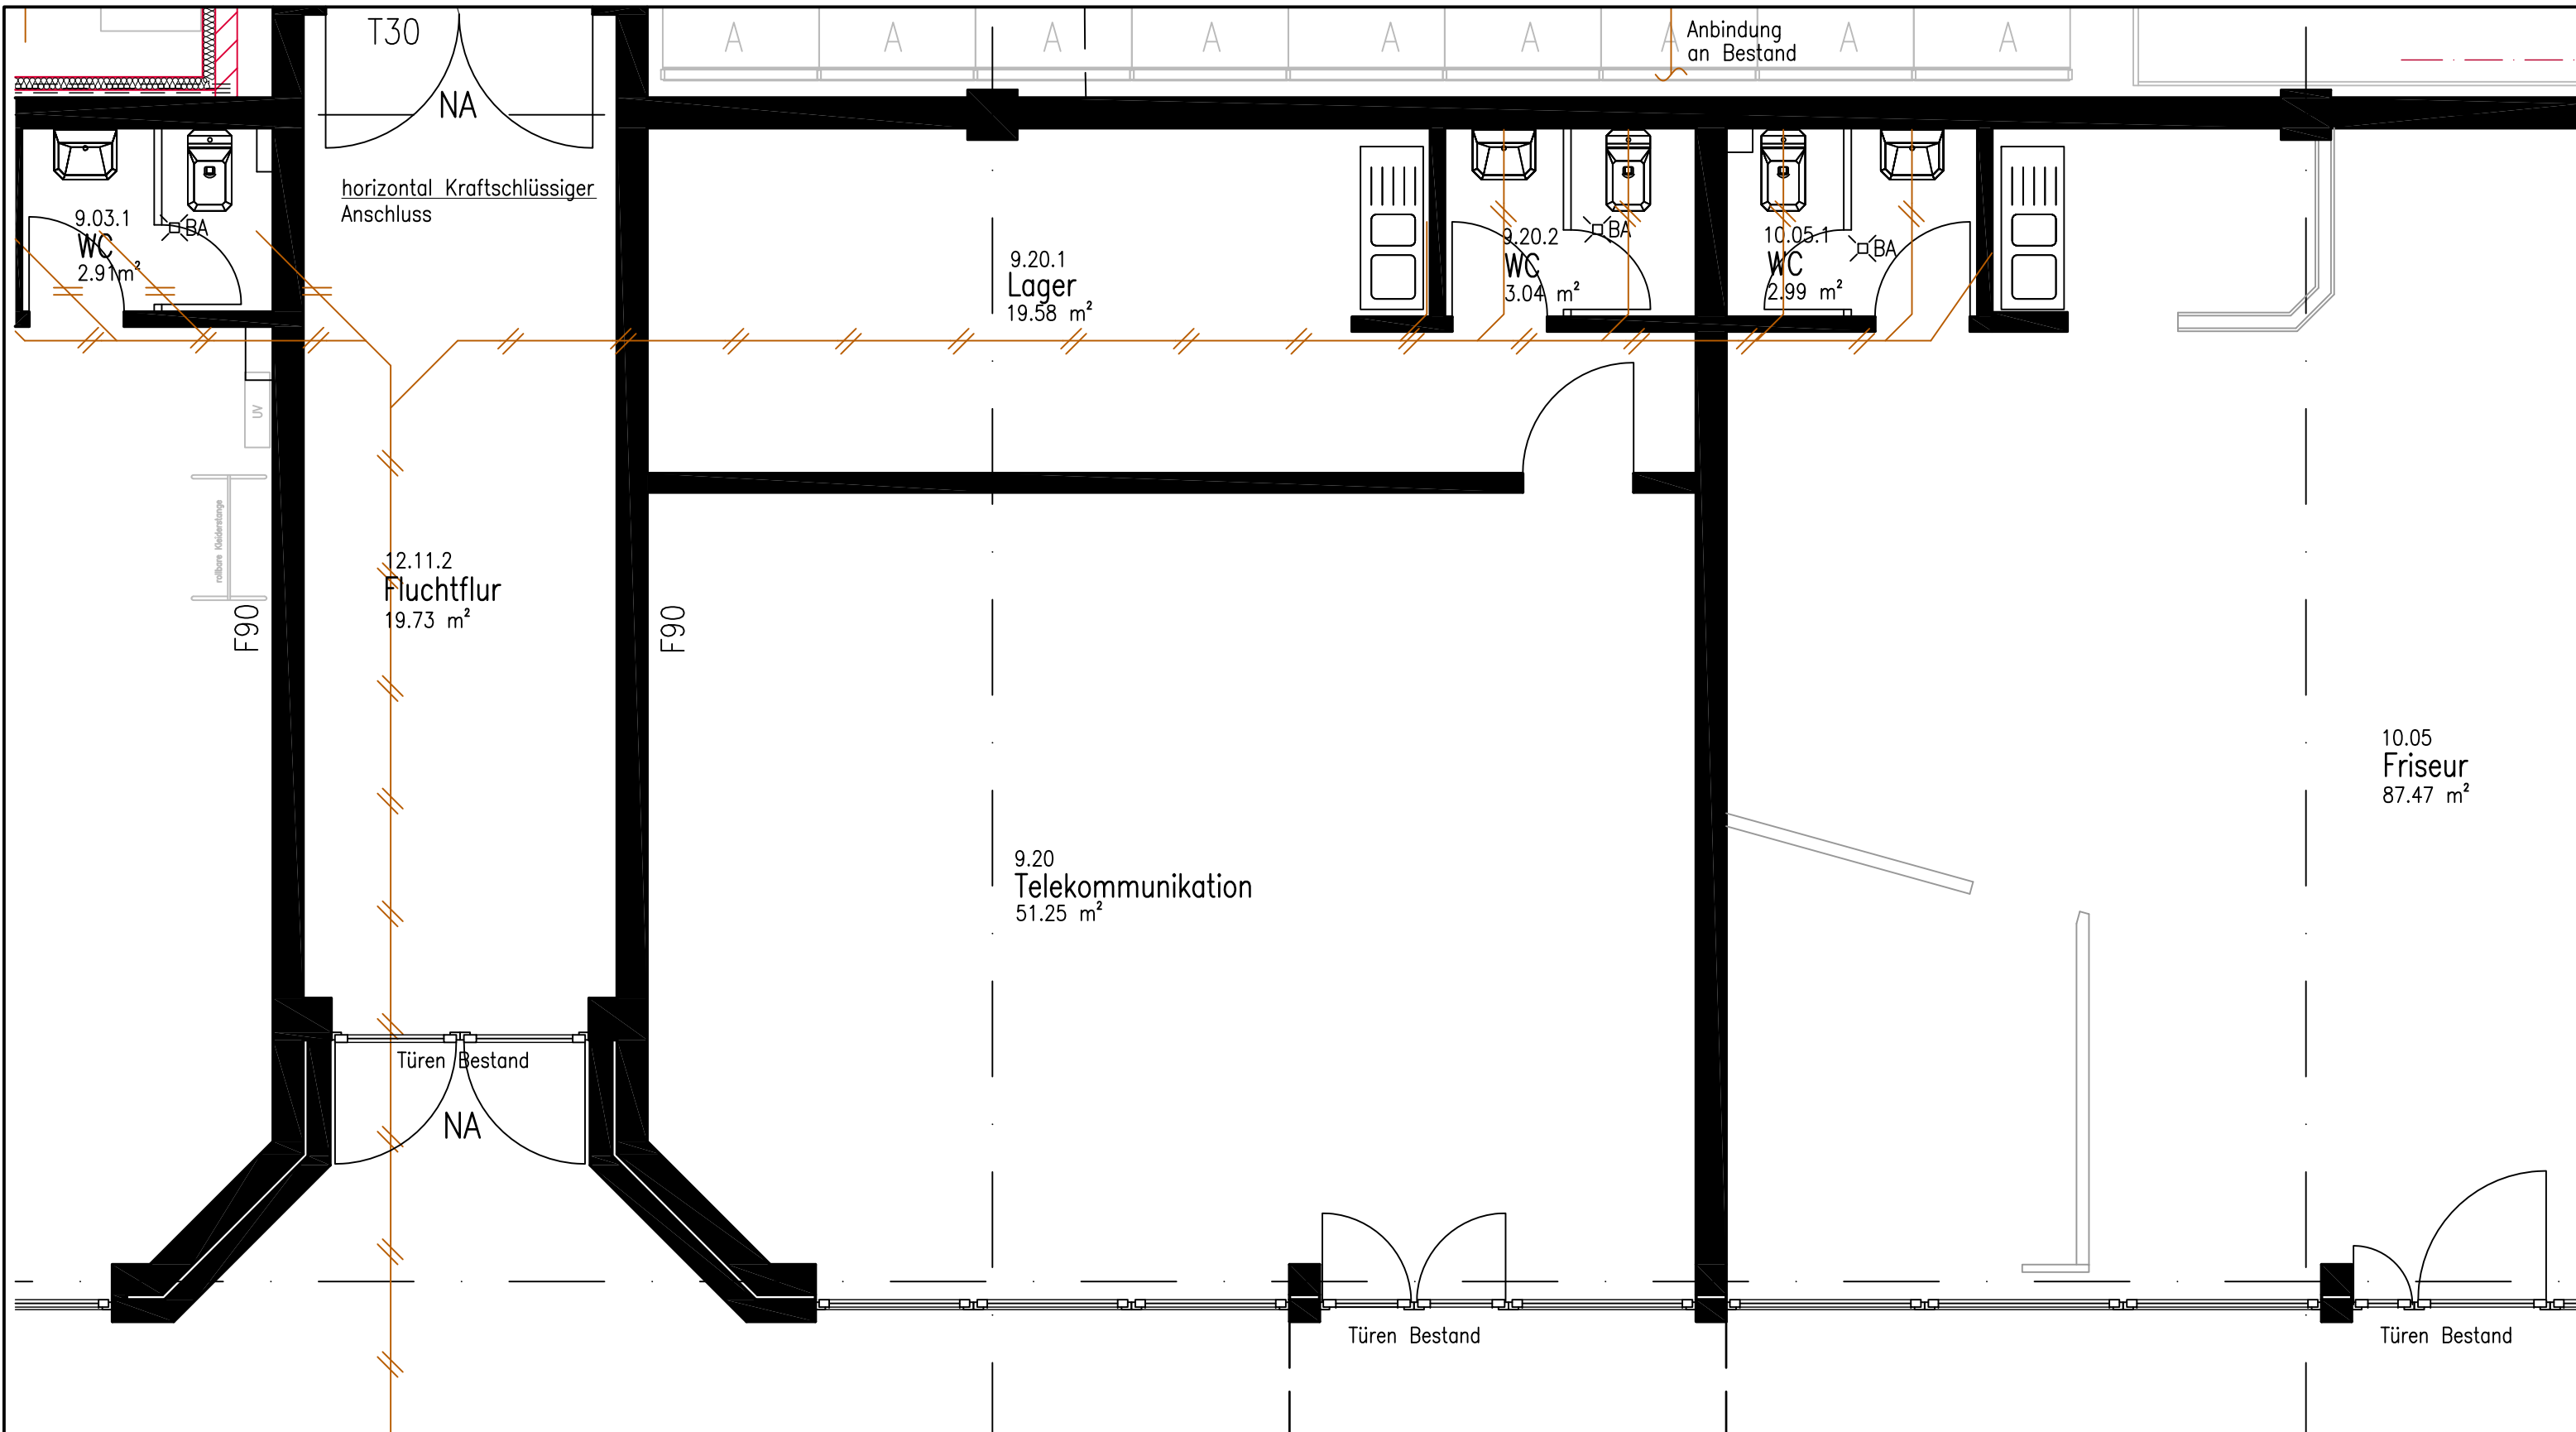 T30
A A A A A A A A A
Anbindung
an Bestand
NA
horizontal Kraftschlüssiger
Anschluss
9.03.1
WC
2.91m²
BA
9.20.1
Lager
19.58 m²
9.20.2
WC
3.04 m²
BA
10.05.1
WC
2.99 m²
BA
UV
rollbare Kleiderstange
F90
12.11.2
Fluchtflur
19.73 m²
F90
10.05
Friseur
87.47 m²
9.20
Telekommunikation
51.25 m²
Türen Bestand
NA
Türen Bestand
Türen Bestand